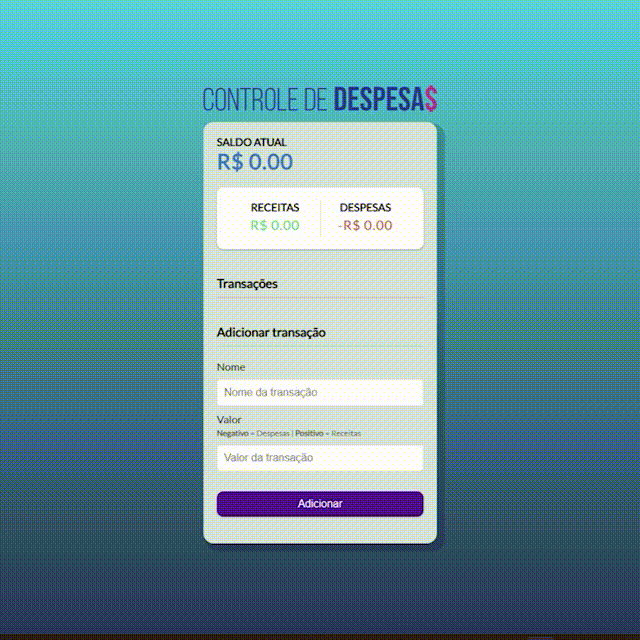 CONTROLE DE DESPESA$
SALDO ATUAL
R$ 0.00
RECEITAS DESPESAS
R$ 0.00 -R$ 0.00
Transações
Adicionar transação
Nome
Nome da transação
Valor
Negativo = Despesas | Positivo = Receitas
Valor da transação
Adicionar